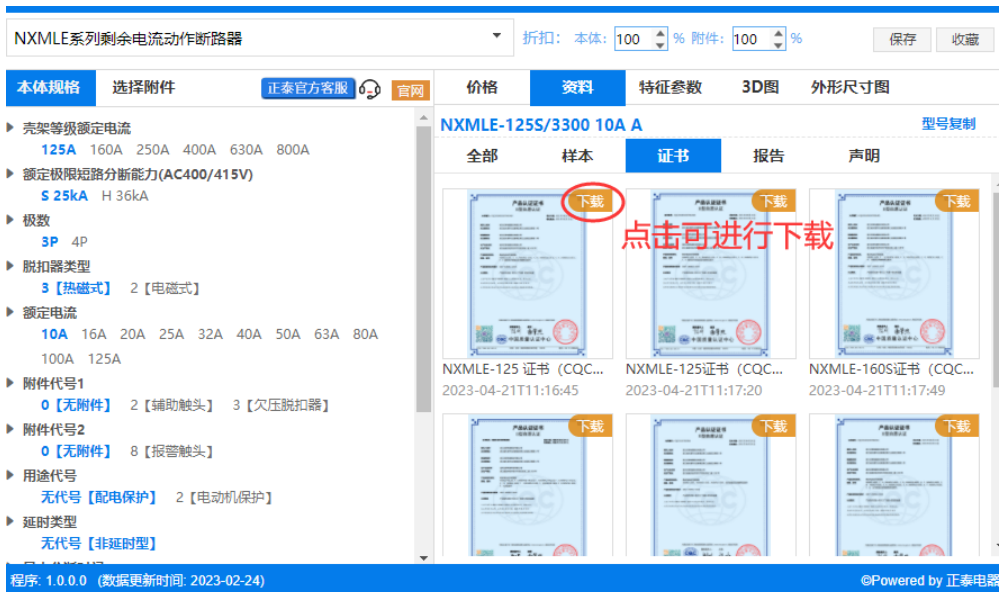 NXMLE系列剩余电流动作断路器
折扣： 本体: 100 % 附件: 100 %
保存 收藏
本体规格 选择附件 正泰官方客服 官网
价格 资料 特征参数 3D图 外形尺寸图
壳架等级额定电流
125A 160A 250A 400A 630A 800A
额定极限短路分断能力(AC400/415V)
S 25kA H 36kA
极数
3P 4P
脱扣器类型
3【热磁式】 2【电磁式】
额定电流
10A 16A 20A 25A 32A 40A 50A 63A 80A
100A 125A
附件代号1
0【无附件】 2【辅助触头】 3【欠压脱扣器】
附件代号2
0【无附件】 8【报警触头】
用途代号
无代号【配电保护】 2【电动机保护】
延时类型
无代号【非延时型】
NXMLE-125S/3300 10A A 型号复制
全部 样本 证书 报告 声明
下载 下载 下载
点击可进行下载
NXMLE-125 证书（CQC... NXMLE-125证书（CQC... NXMLE-160S证书（CQC...
2023-04-21T11:16:45 2023-04-21T11:17:20 2023-04-21T11:17:49
下载 下载 下载
程序: 1.0.0.0 (数据更新时间: 2023-02-24) ©Powered by 正泰电器